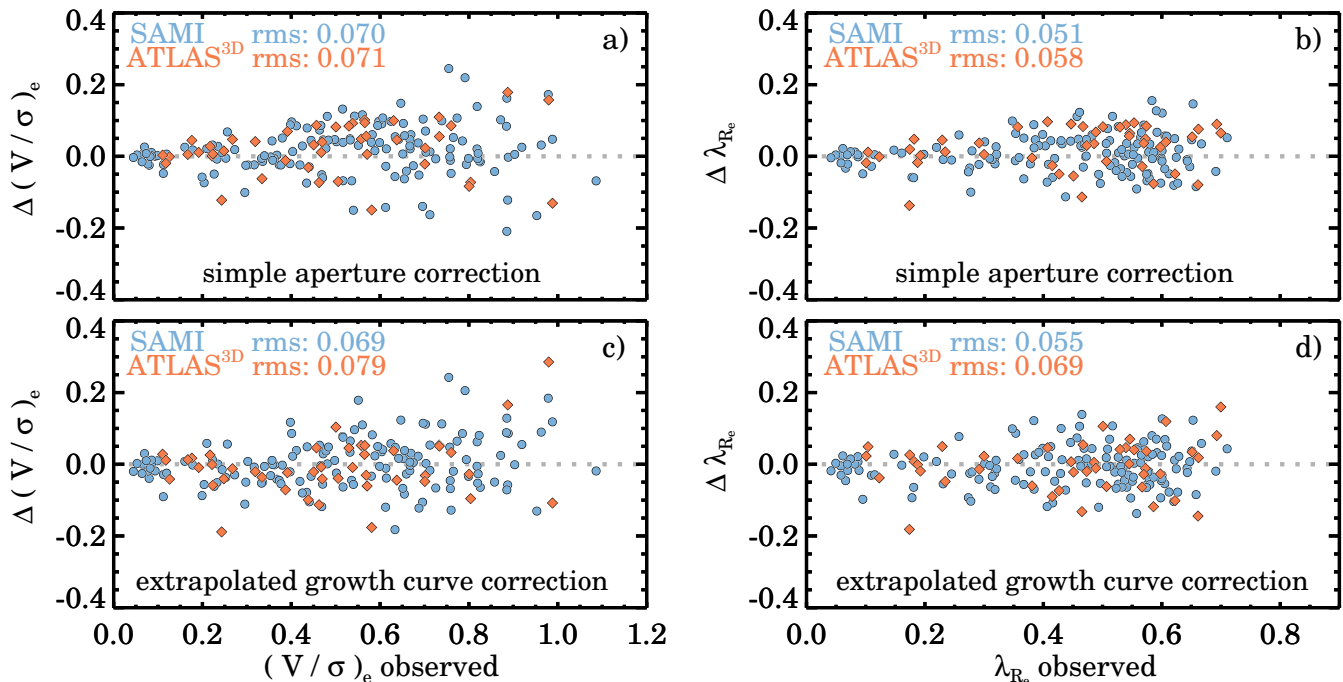 SAMI rms: 0.070
ATLAS³ᴰ rms: 0.071
a)
0.4
0.2
0.0
-0.2
-0.4
Δ ( V / σ )ₑ
simple aperture correction
SAMI rms: 0.051
ATLAS³ᴰ rms: 0.058
b)
0.4
0.2
0.0
-0.2
-0.4
Δ λ_Rₑ
simple aperture correction
SAMI rms: 0.069
ATLAS³ᴰ rms: 0.079
c)
0.4
0.2
0.0
-0.2
-0.4
Δ ( V / σ )ₑ
extrapolated growth curve correction
0.0 0.2 0.4 0.6 0.8 1.0 1.2
( V / σ )ₑ observed
SAMI rms: 0.055
ATLAS³ᴰ rms: 0.069
d)
0.4
0.2
0.0
-0.2
-0.4
Δ λ_Rₑ
extrapolated growth curve correction
0.0 0.2 0.4 0.6 0.8
λ_Rₑ observed